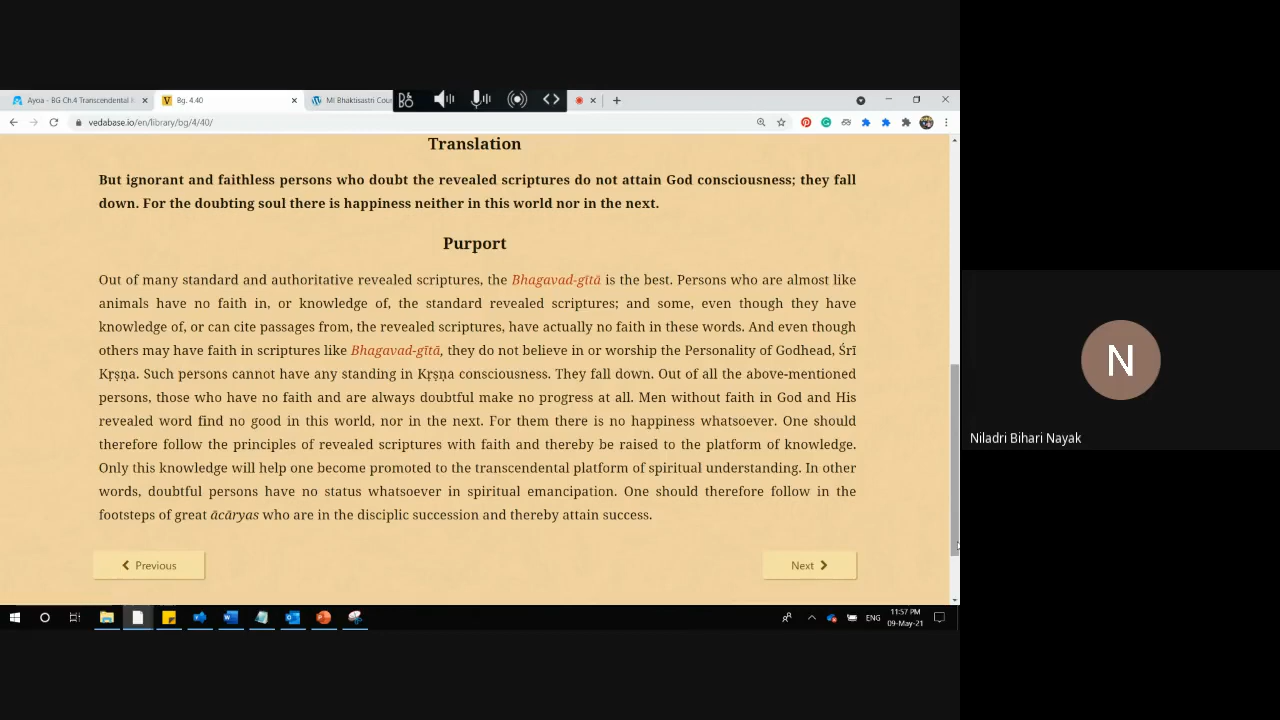 Ayoa - BG Ch.4 Transcendental
Bg. 4.40
MI Bhaktisastri Cour
vedabase.io/en/library/bg/4/40/
Translation
But ignorant and faithless persons who doubt the revealed scriptures do not attain God consciousness; they fall
down. For the doubting soul there is happiness neither in this world nor in the next.
Purport
Out of many standard and authoritative revealed scriptures, the Bhagavad-gītā is the best. Persons who are almost like
animals have no faith in, or knowledge of, the standard revealed scriptures; and some, even though they have
knowledge of, or can cite passages from, the revealed scriptures, have actually no faith in these words. And even though
others may have faith in scriptures like Bhagavad-gītā, they do not believe in or worship the Personality of Godhead, Śrī
Kṛṣṇa. Such persons cannot have any standing in Kṛṣṇa consciousness. They fall down. Out of all the above-mentioned
persons, those who have no faith and are always doubtful make no progress at all. Men without faith in God and His
revealed word find no good in this world, nor in the next. For them there is no happiness whatsoever. One should
therefore follow the principles of revealed scriptures with faith and thereby be raised to the platform of knowledge.
Only this knowledge will help one become promoted to the transcendental platform of spiritual understanding. In other
words, doubtful persons have no status whatsoever in spiritual emancipation. One should therefore follow in the
footsteps of great ācāryas who are in the disciplic succession and thereby attain success.
Previous
Next
N
Niladri Bihari Nayak
ENG
11:57 PM
09-May-21